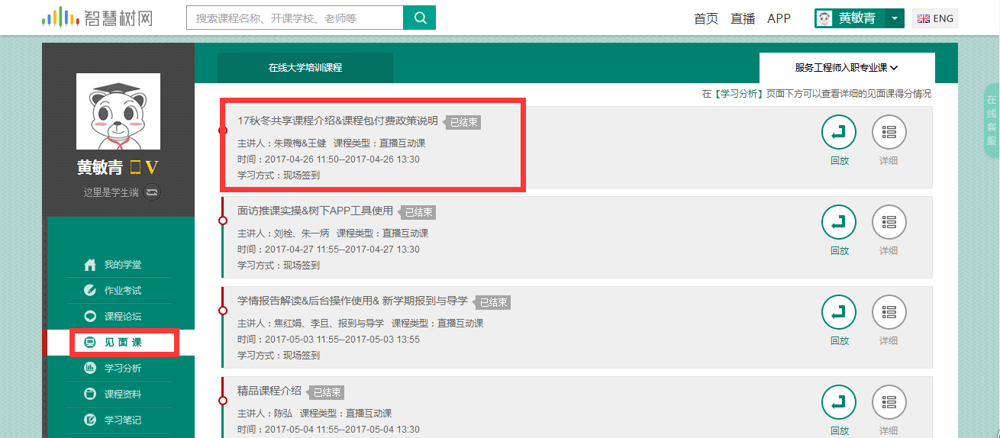 智慧树网
搜索课程名称、开课学校、老师等
首页 直播 APP
黄敏青
ENG
在线大学培训课程
服务工程师入职专业课
在【学习分析】页面下方可以查看详细的见面课得分情况
黄敏青 V
这里是学生端
我的学堂
作业考试
课程论坛
见面课
学习分析
课程资料
学习笔记
17秋冬共享课程介绍&课程包付费政策说明 已结束
主讲人：朱霞梅&王健 课程类型：直播互动课
时间：2017-04-26 11:50--2017-04-26 13:30
学习方式：现场签到
回放 详细
面访推课实操&树下APP工具使用 已结束
主讲人：刘栓、朱一炳 课程类型：直播互动课
时间：2017-04-27 11:55--2017-04-27 13:30
学习方式：现场签到
回放 详细
学情报告解读&后台操作使用& 新学期报到与导学 已结束
主讲人：焦红娟、李旦、报到与导学 课程类型：直播互动课
时间：2017-05-03 11:55--2017-05-03 13:55
学习方式：现场签到
回放 详细
精品课程介绍 已结束
主讲人：陈弘 课程类型：直播互动课
时间：2017-05-04 11:55--2017-05-04 13:30
回放 详细
在线客服